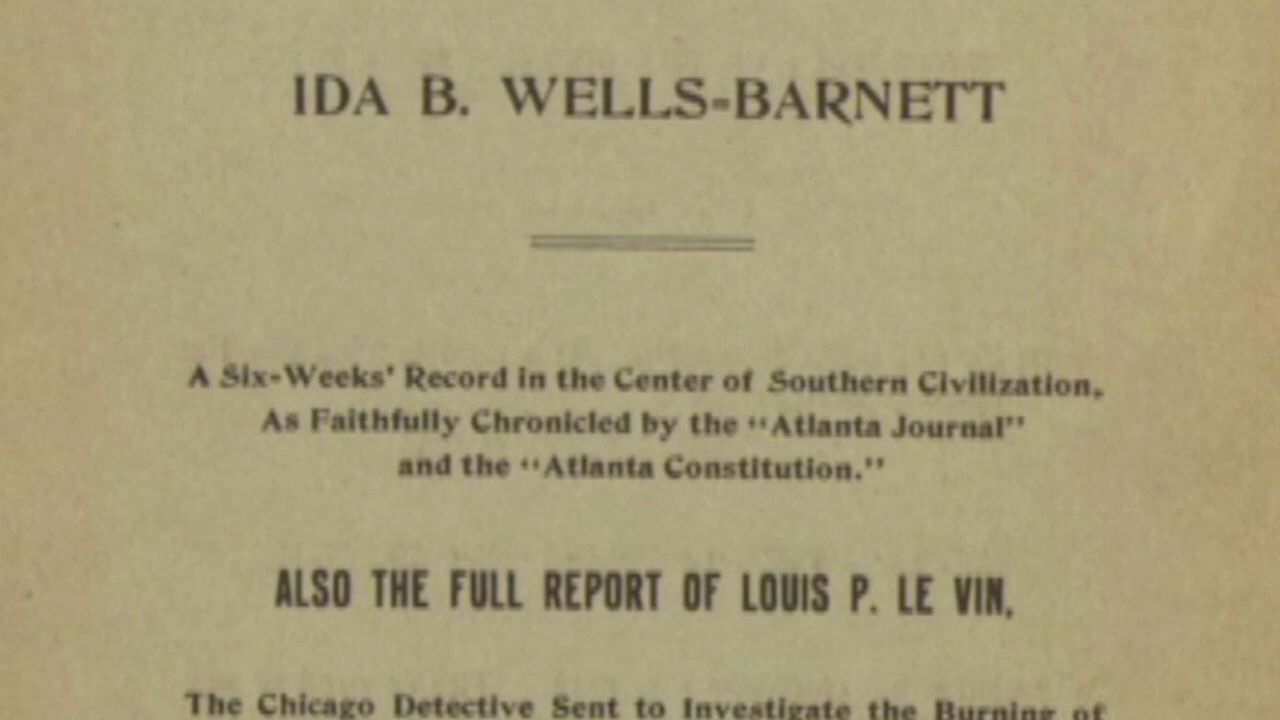 IDA B. WELLS-BARNETT
A Six-Weeks' Record in the Center of Southern Civilization,
As Faithfully Chronicled by the "Atlanta Journal"
and the "Atlanta Constitution."
ALSO THE FULL REPORT OF LOUIS P. LE VIN,
The Chicago Detective Sent to Investigate the Burning of